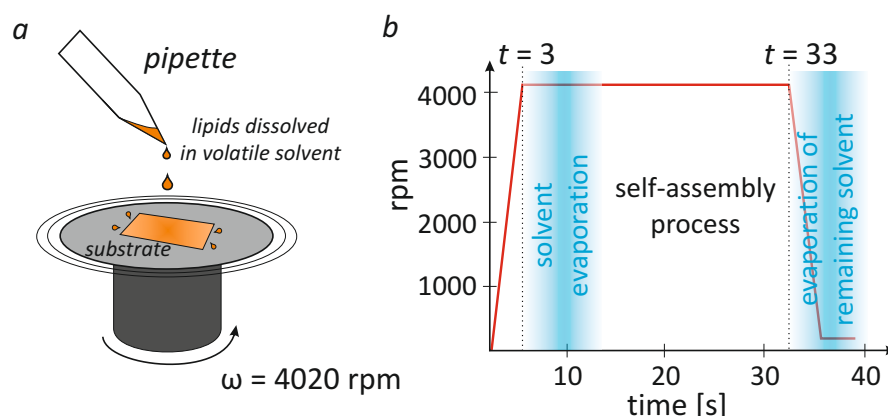 a
pipette
lipids dissolved
in volatile solvent
substrate
ω = 4020 rpm
b
t = 3
t = 33
4000
3000
2000
1000
rpm
solvent
evaporation
self-assembly
process
evaporation of
remaining solvent
10
20
30
40
time [s]